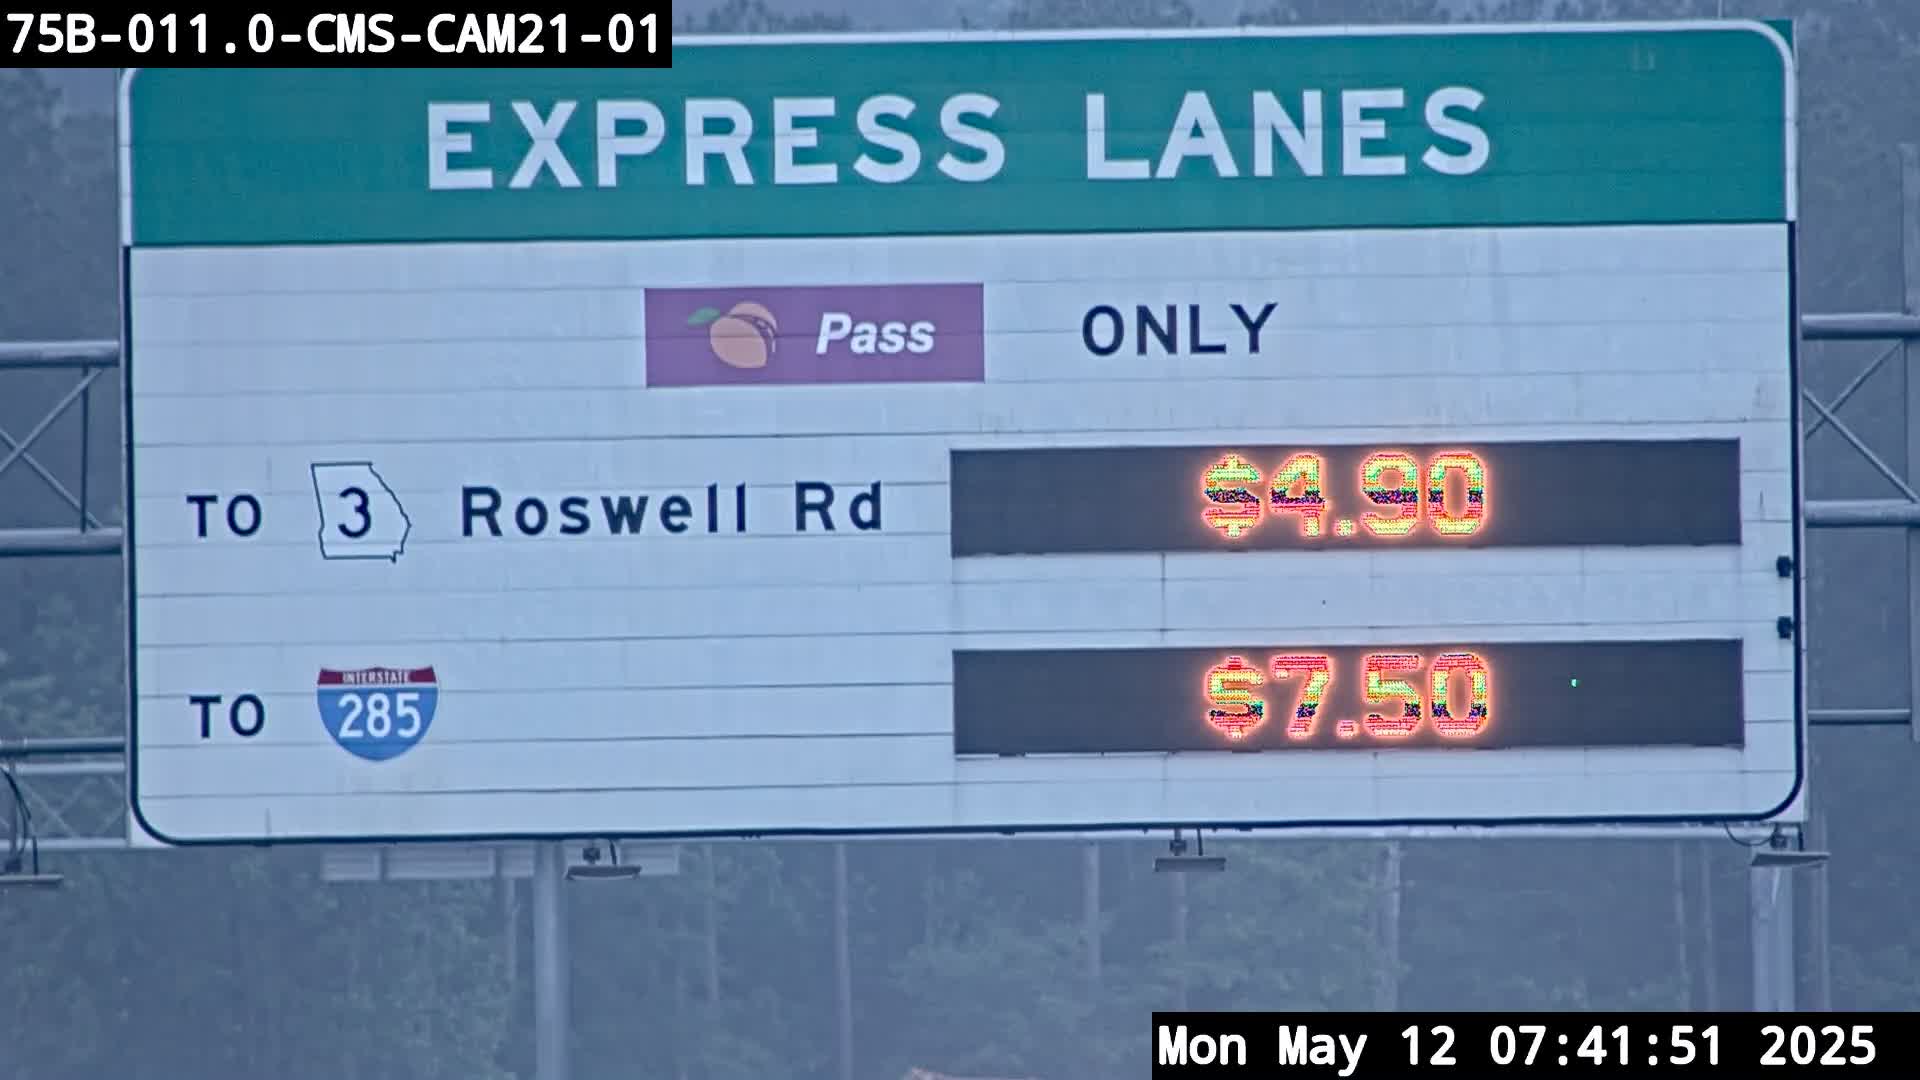 75B-011.0-CMS-CAM21-01
EXPRESS LANES
Pass ONLY
TO 3 Roswell Rd $4.90
TO INTERSTATE 285 $7.50
Mon May 12 07:41:51 2025